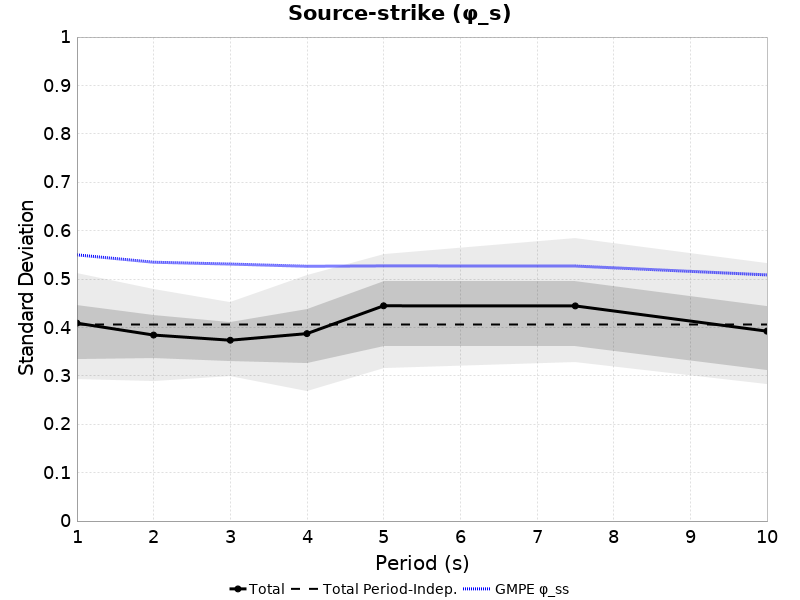 Source-strike (φ_s)
Standard Deviation
1
0.9
0.8
0.7
0.6
0.5
0.4
0.3
0.2
0.1
0
1 2 3 4 5 6 7 8 9 10
Period (s)
Total Total Period-Indep. GMPE φ_ss